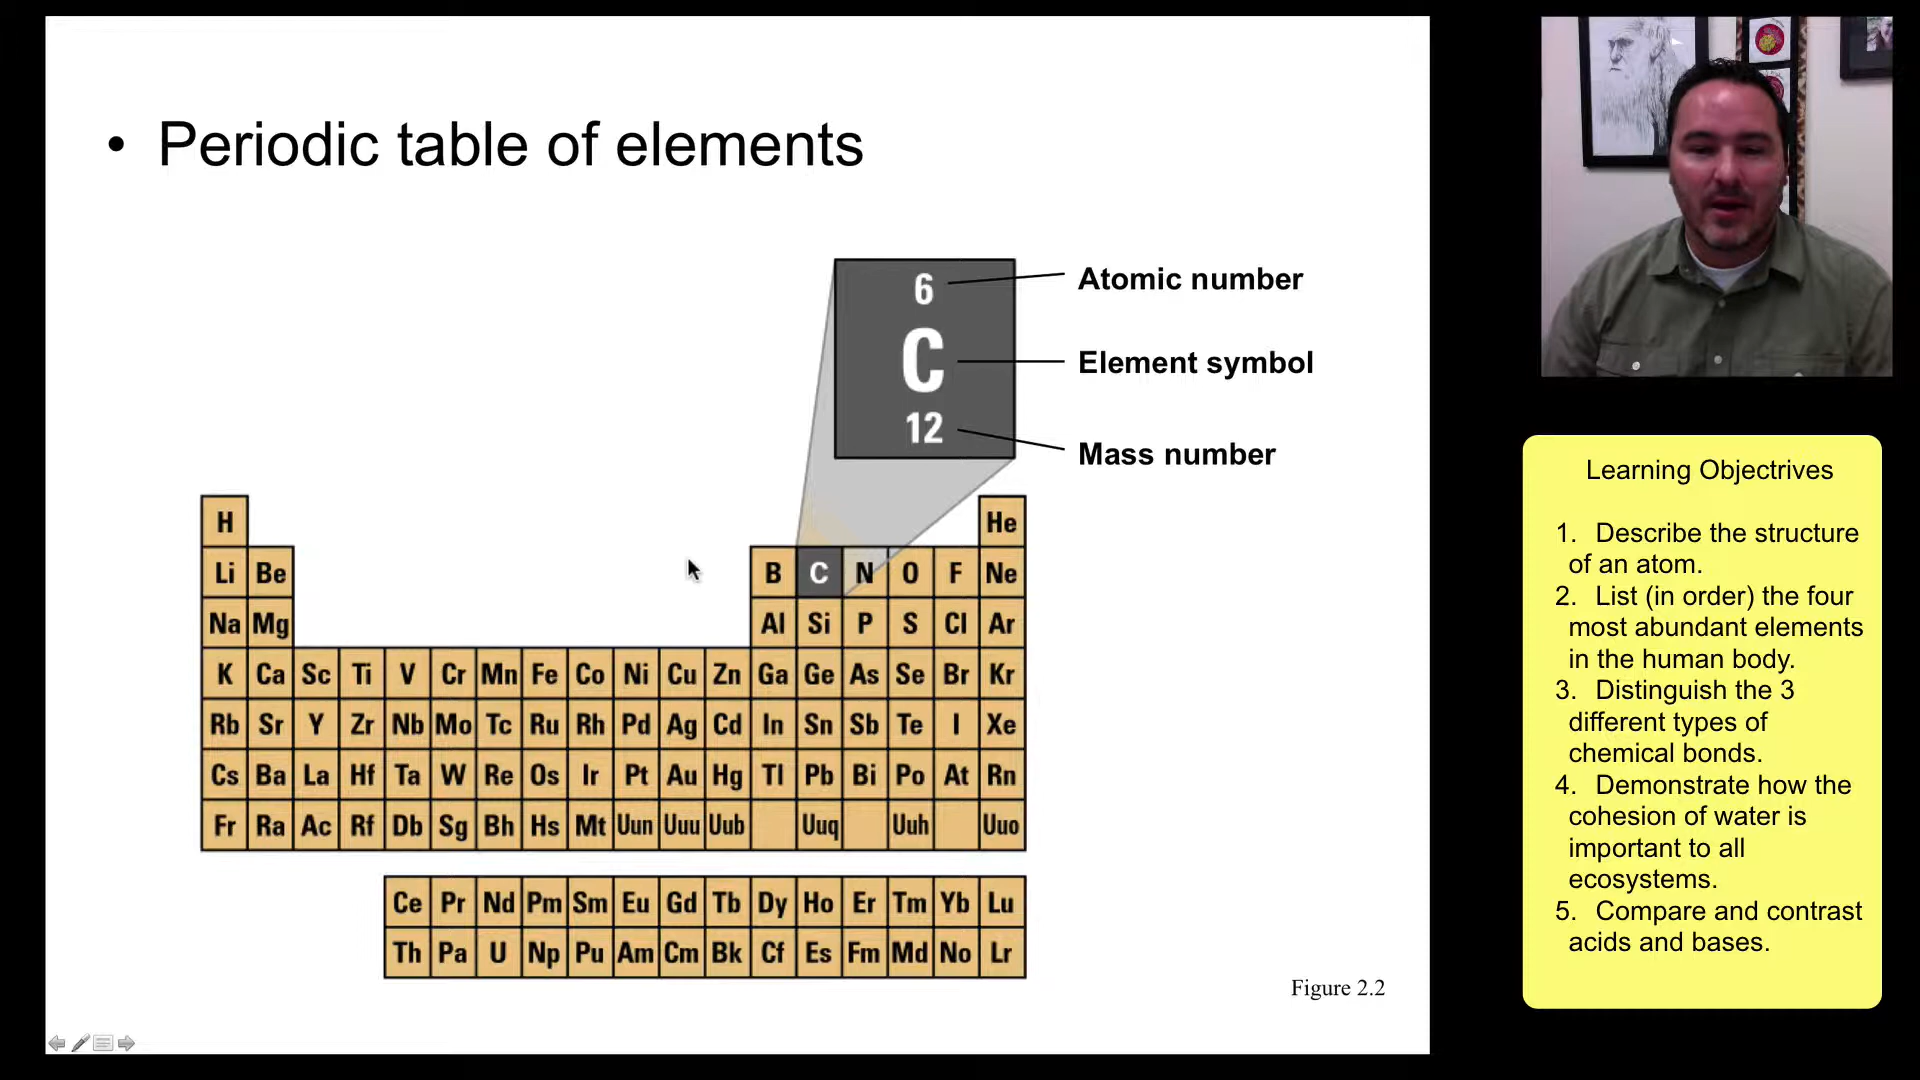 • Periodic table of elements
6
Atomic number
C
Element symbol
12
Mass number
H He
Li Be B C N O F Ne
Na Mg Al Si P S Cl Ar
K Ca Sc Ti V Cr Mn Fe Co Ni Cu Zn Ga Ge As Se Br Kr
Rb Sr Y Zr Nb Mo Tc Ru Rh Pd Ag Cd In Sn Sb Te I Xe
Cs Ba La Hf Ta W Re Os Ir Pt Au Hg Tl Pb Bi Po At Rn
Fr Ra Ac Rf Db Sg Bh Hs Mt Uun Uuu Uub Uuq Uuh Uuo
Ce Pr Nd Pm Sm Eu Gd Tb Dy Ho Er Tm Yb Lu
Th Pa U Np Pu Am Cm Bk Cf Es Fm Md No Lr
Figure 2.2
Learning Objectrives
1. Describe the structure
of an atom.
2. List (in order) the four
most abundant elements
in the human body.
3. Distinguish the 3
different types of
chemical bonds.
4. Demonstrate how the
cohesion of water is
important to all
ecosystems.
5. Compare and contrast
acids and bases.